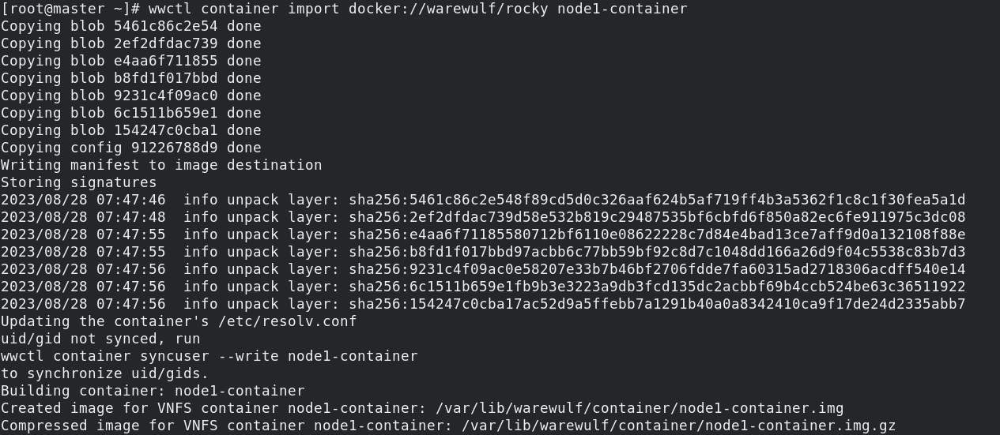 [root@master ~]# wwctl container import docker://warewulf/rocky node1-container
Copying blob 5461c86c2e54 done
Copying blob 2ef2dfdac739 done
Copying blob e4aa6f711855 done
Copying blob b8fd1f017bbd done
Copying blob 9231c4f09ac0 done
Copying blob 6c1511b659e1 done
Copying blob 154247c0cba1 done
Copying config 91226788d9 done
Writing manifest to image destination
Storing signatures
2023/08/28 07:47:46  info unpack layer: sha256:5461c86c2e548f89cd5d0c326aaf624b5af719ff4b3a5362f1c8c1f30fea5a1d
2023/08/28 07:47:48  info unpack layer: sha256:2ef2dfdac739d58e532b819c29487535bf6cbfd6f850a82ec6fe911975c3dc08
2023/08/28 07:47:55  info unpack layer: sha256:e4aa6f71185580712bf6110e08622228c7d84e4bad13ce7aff9d0a132108f88e
2023/08/28 07:47:55  info unpack layer: sha256:b8fd1f017bbd97acbb6c77bb59bf92c8d7c1048dd166a26d9f04c5538c83b7d3
2023/08/28 07:47:56  info unpack layer: sha256:9231c4f09ac0e58207e33b7b46bf2706fdde7fa60315ad2718306acdff540e14
2023/08/28 07:47:56  info unpack layer: sha256:6c1511b659e1fb9b3e3223a9db3fcd135dc2acbbf69b4ccb524be63c36511922
2023/08/28 07:47:56  info unpack layer: sha256:154247c0cba17ac52d9a5ffebb7a1291b40a0a8342410ca9f17de24d2335abb7
Updating the container's /etc/resolv.conf
uid/gid not synced, run
wwctl container syncuser --write node1-container
to synchronize uid/gids.
Building container: node1-container
Created image for VNFS container node1-container: /var/lib/warewulf/container/node1-container.img
Compressed image for VNFS container node1-container: /var/lib/warewulf/container/node1-container.img.gz